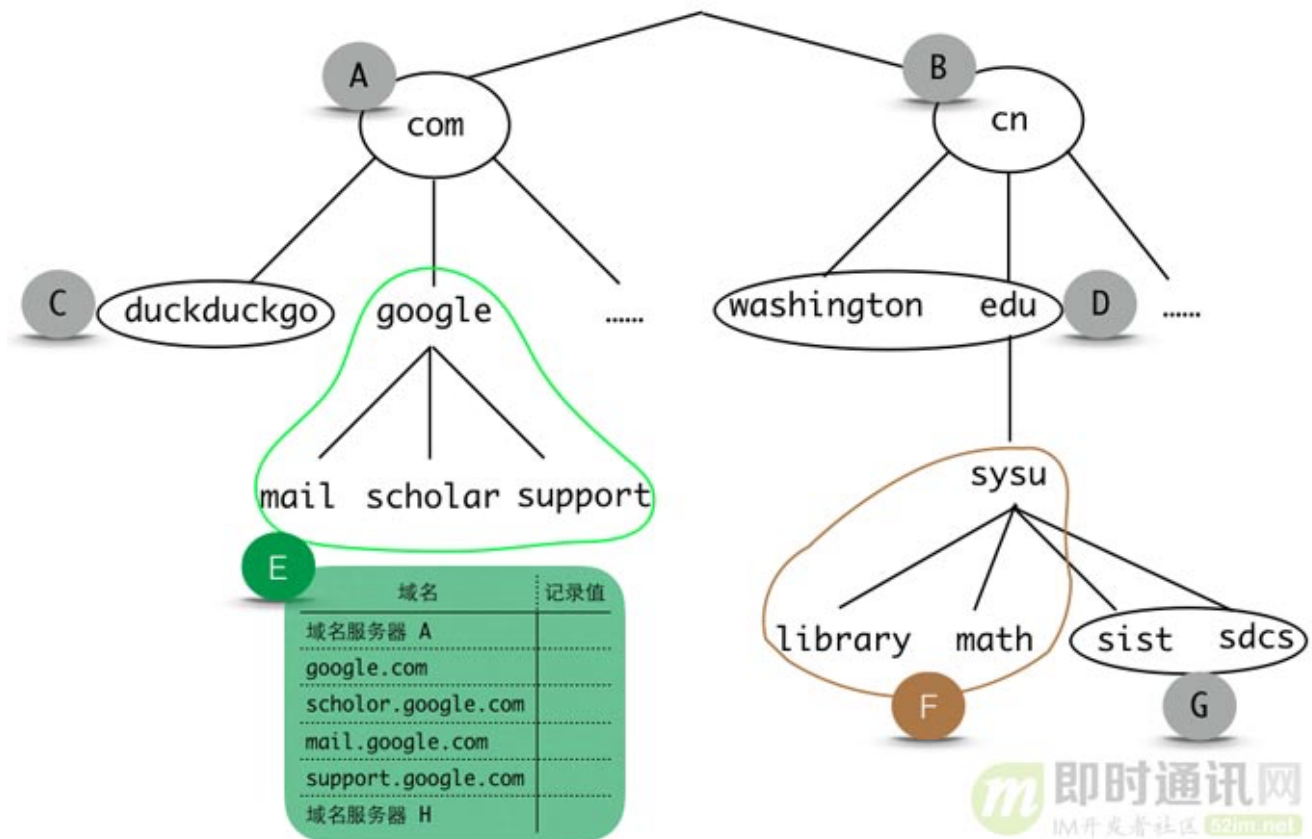 A
B
com
cn
C
duckduckgo
google
......
washington
edu
D
......
mail
scholar
support
sysu
E
域名
记录值
域名服务器 A
google.com
scholor.google.com
mail.google.com
support.google.com
域名服务器 H
library
math
sist
sdcs
F
G
m
即时通讯网
IM开发者社区 52im.net